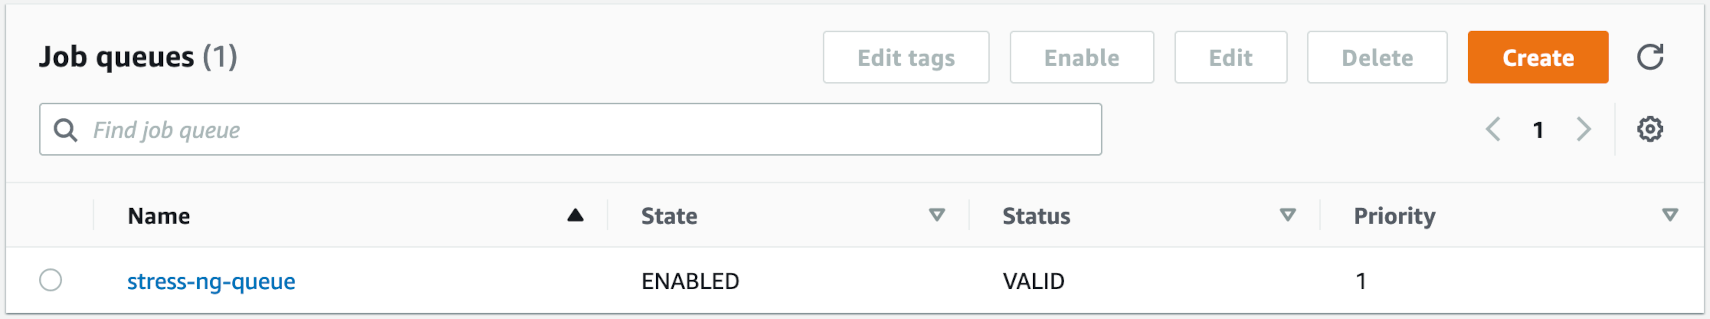 Job queues (1)
Edit tags Enable Edit Delete Create
Find job queue
1
Name State Status Priority
stress-ng-queue ENABLED VALID 1